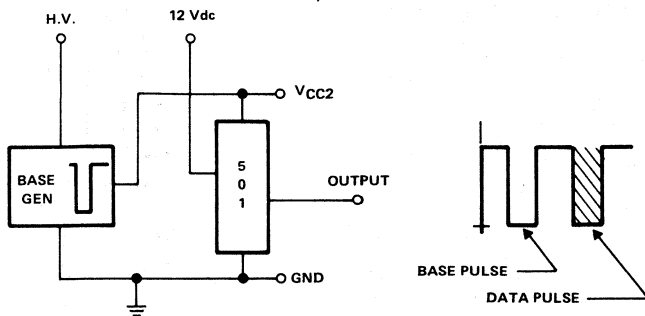 H.V.
12 Vdc
VCC2
BASE
GEN
5
0
1
OUTPUT
GND
BASE PULSE
DATA PULSE